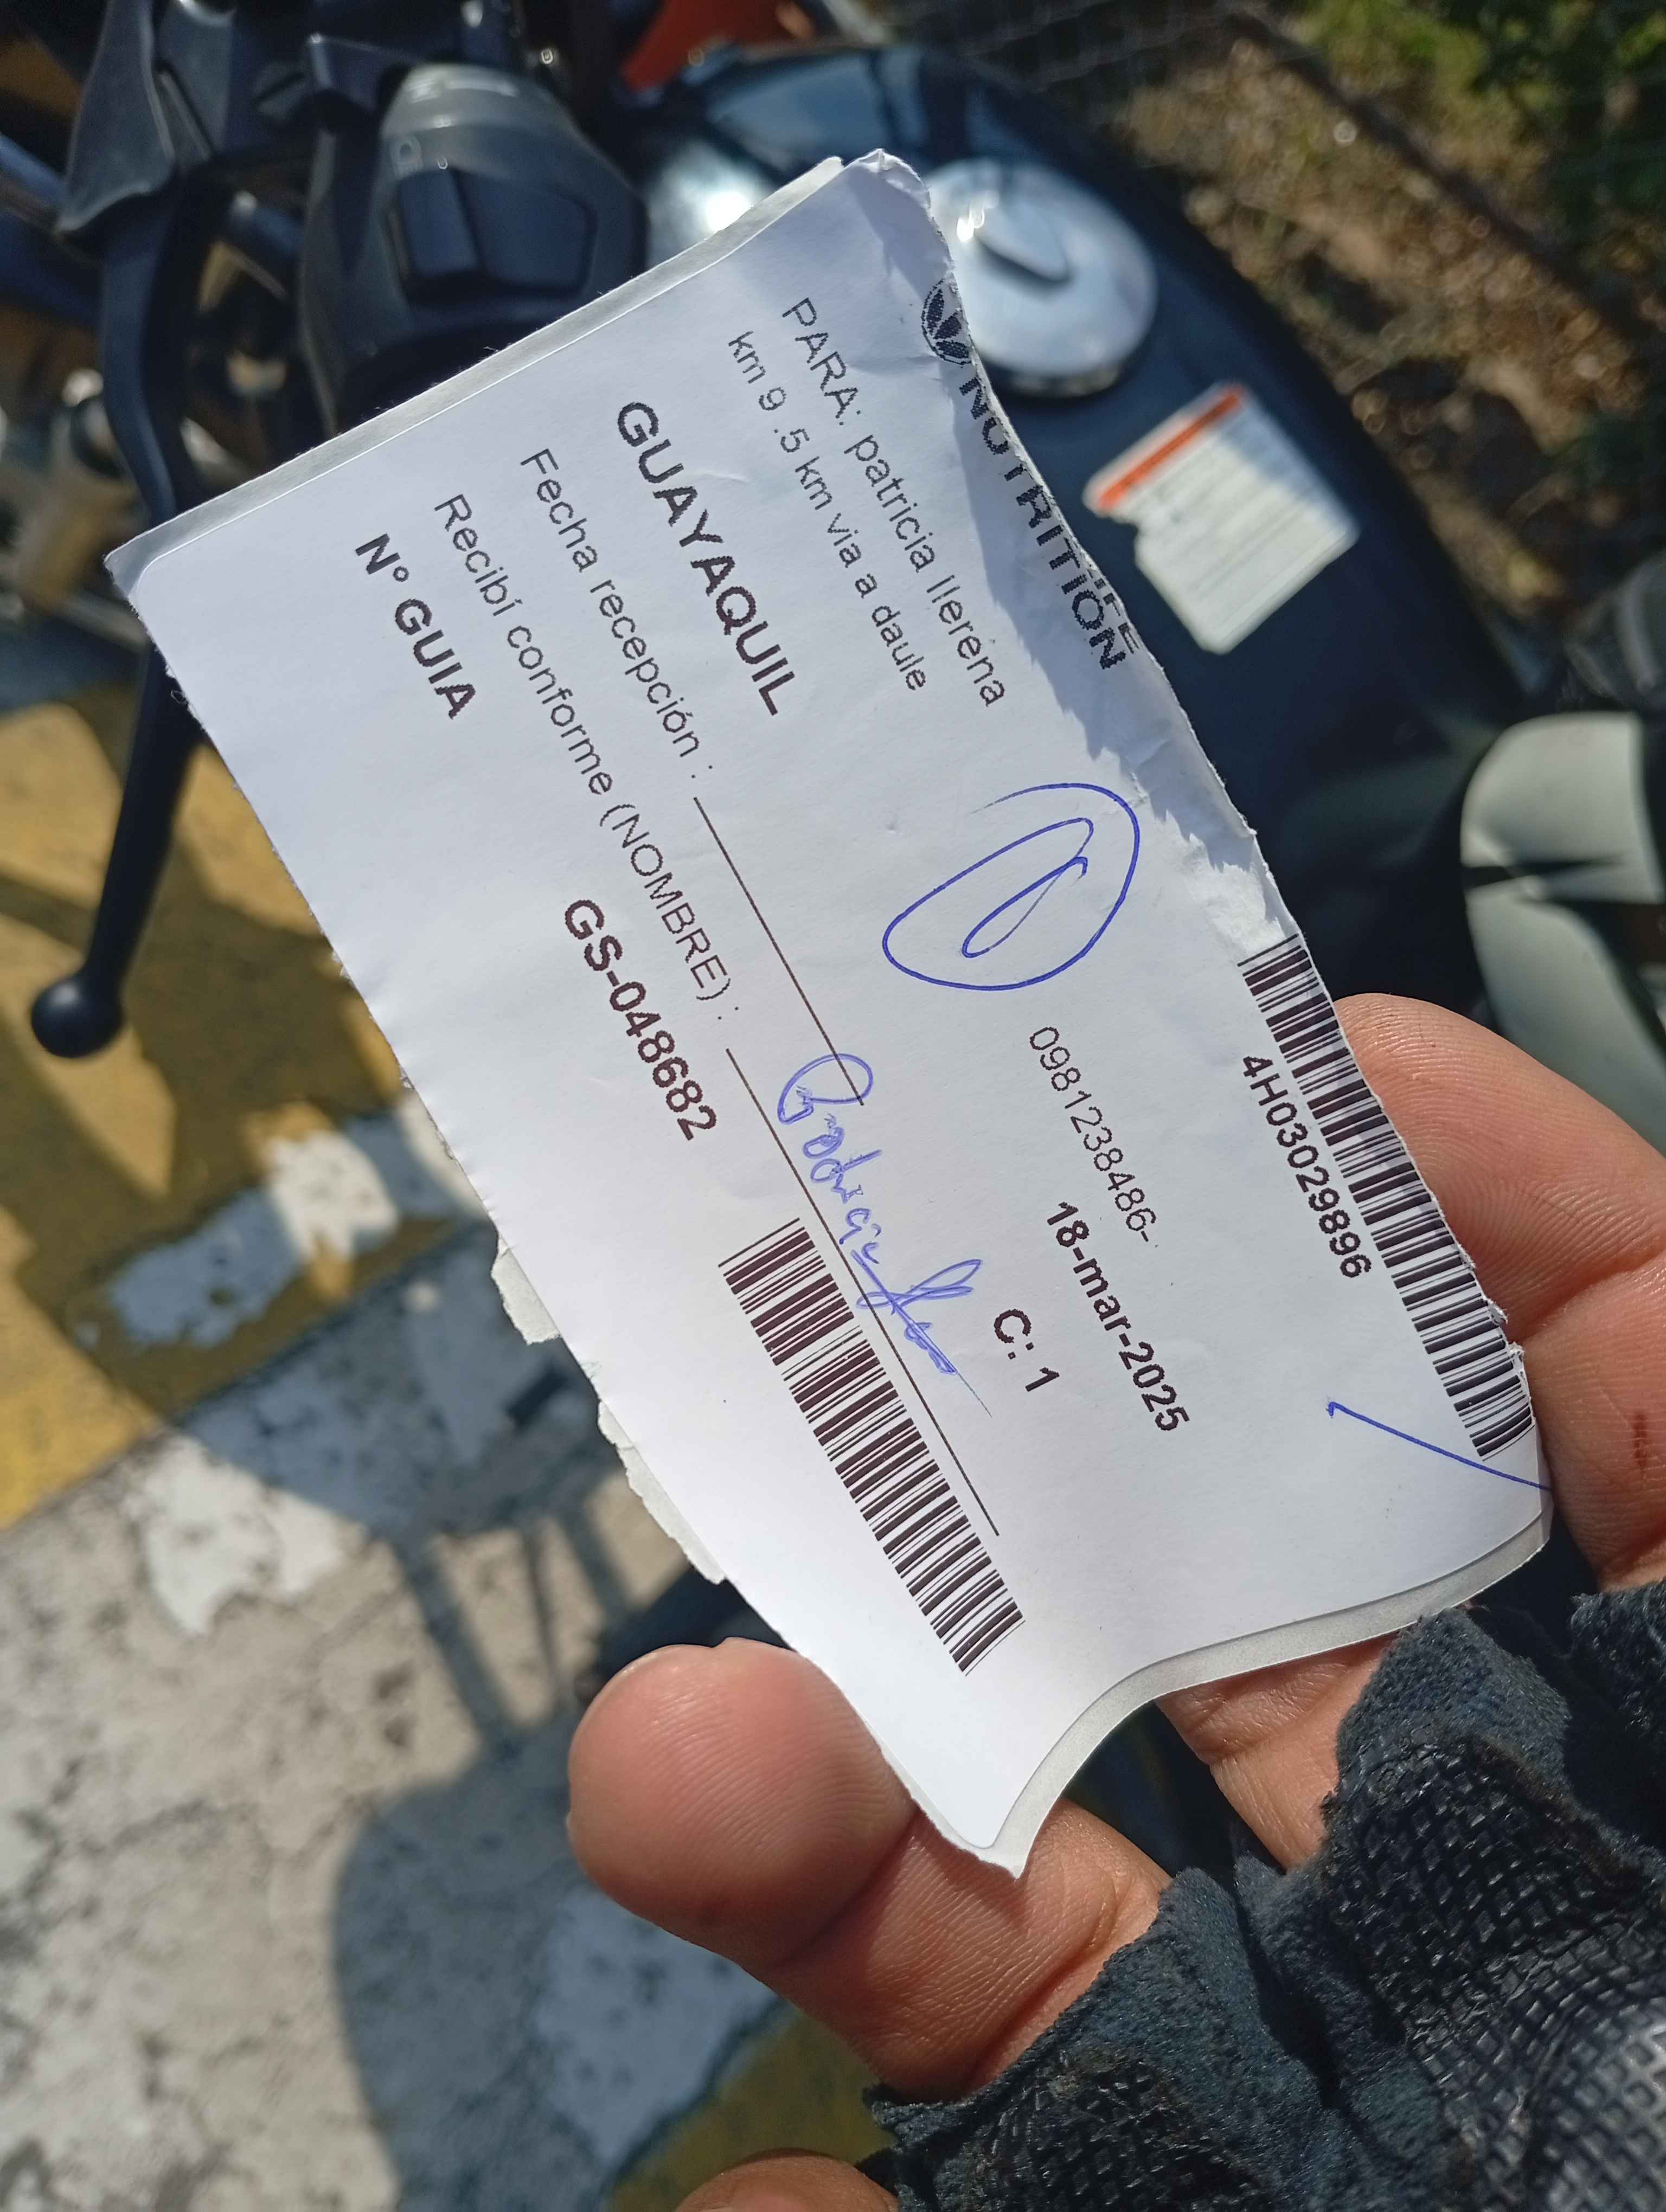 NUTRITION
4H03029896
PARA: patricia llerena
0981238486-
km 9 .5 km via a daule
18-mar-2025
GUAYAQUIL
C: 1
Fecha recepción :
Recibí conforme (NOMBRE) :
N° GUIA
GS-048682